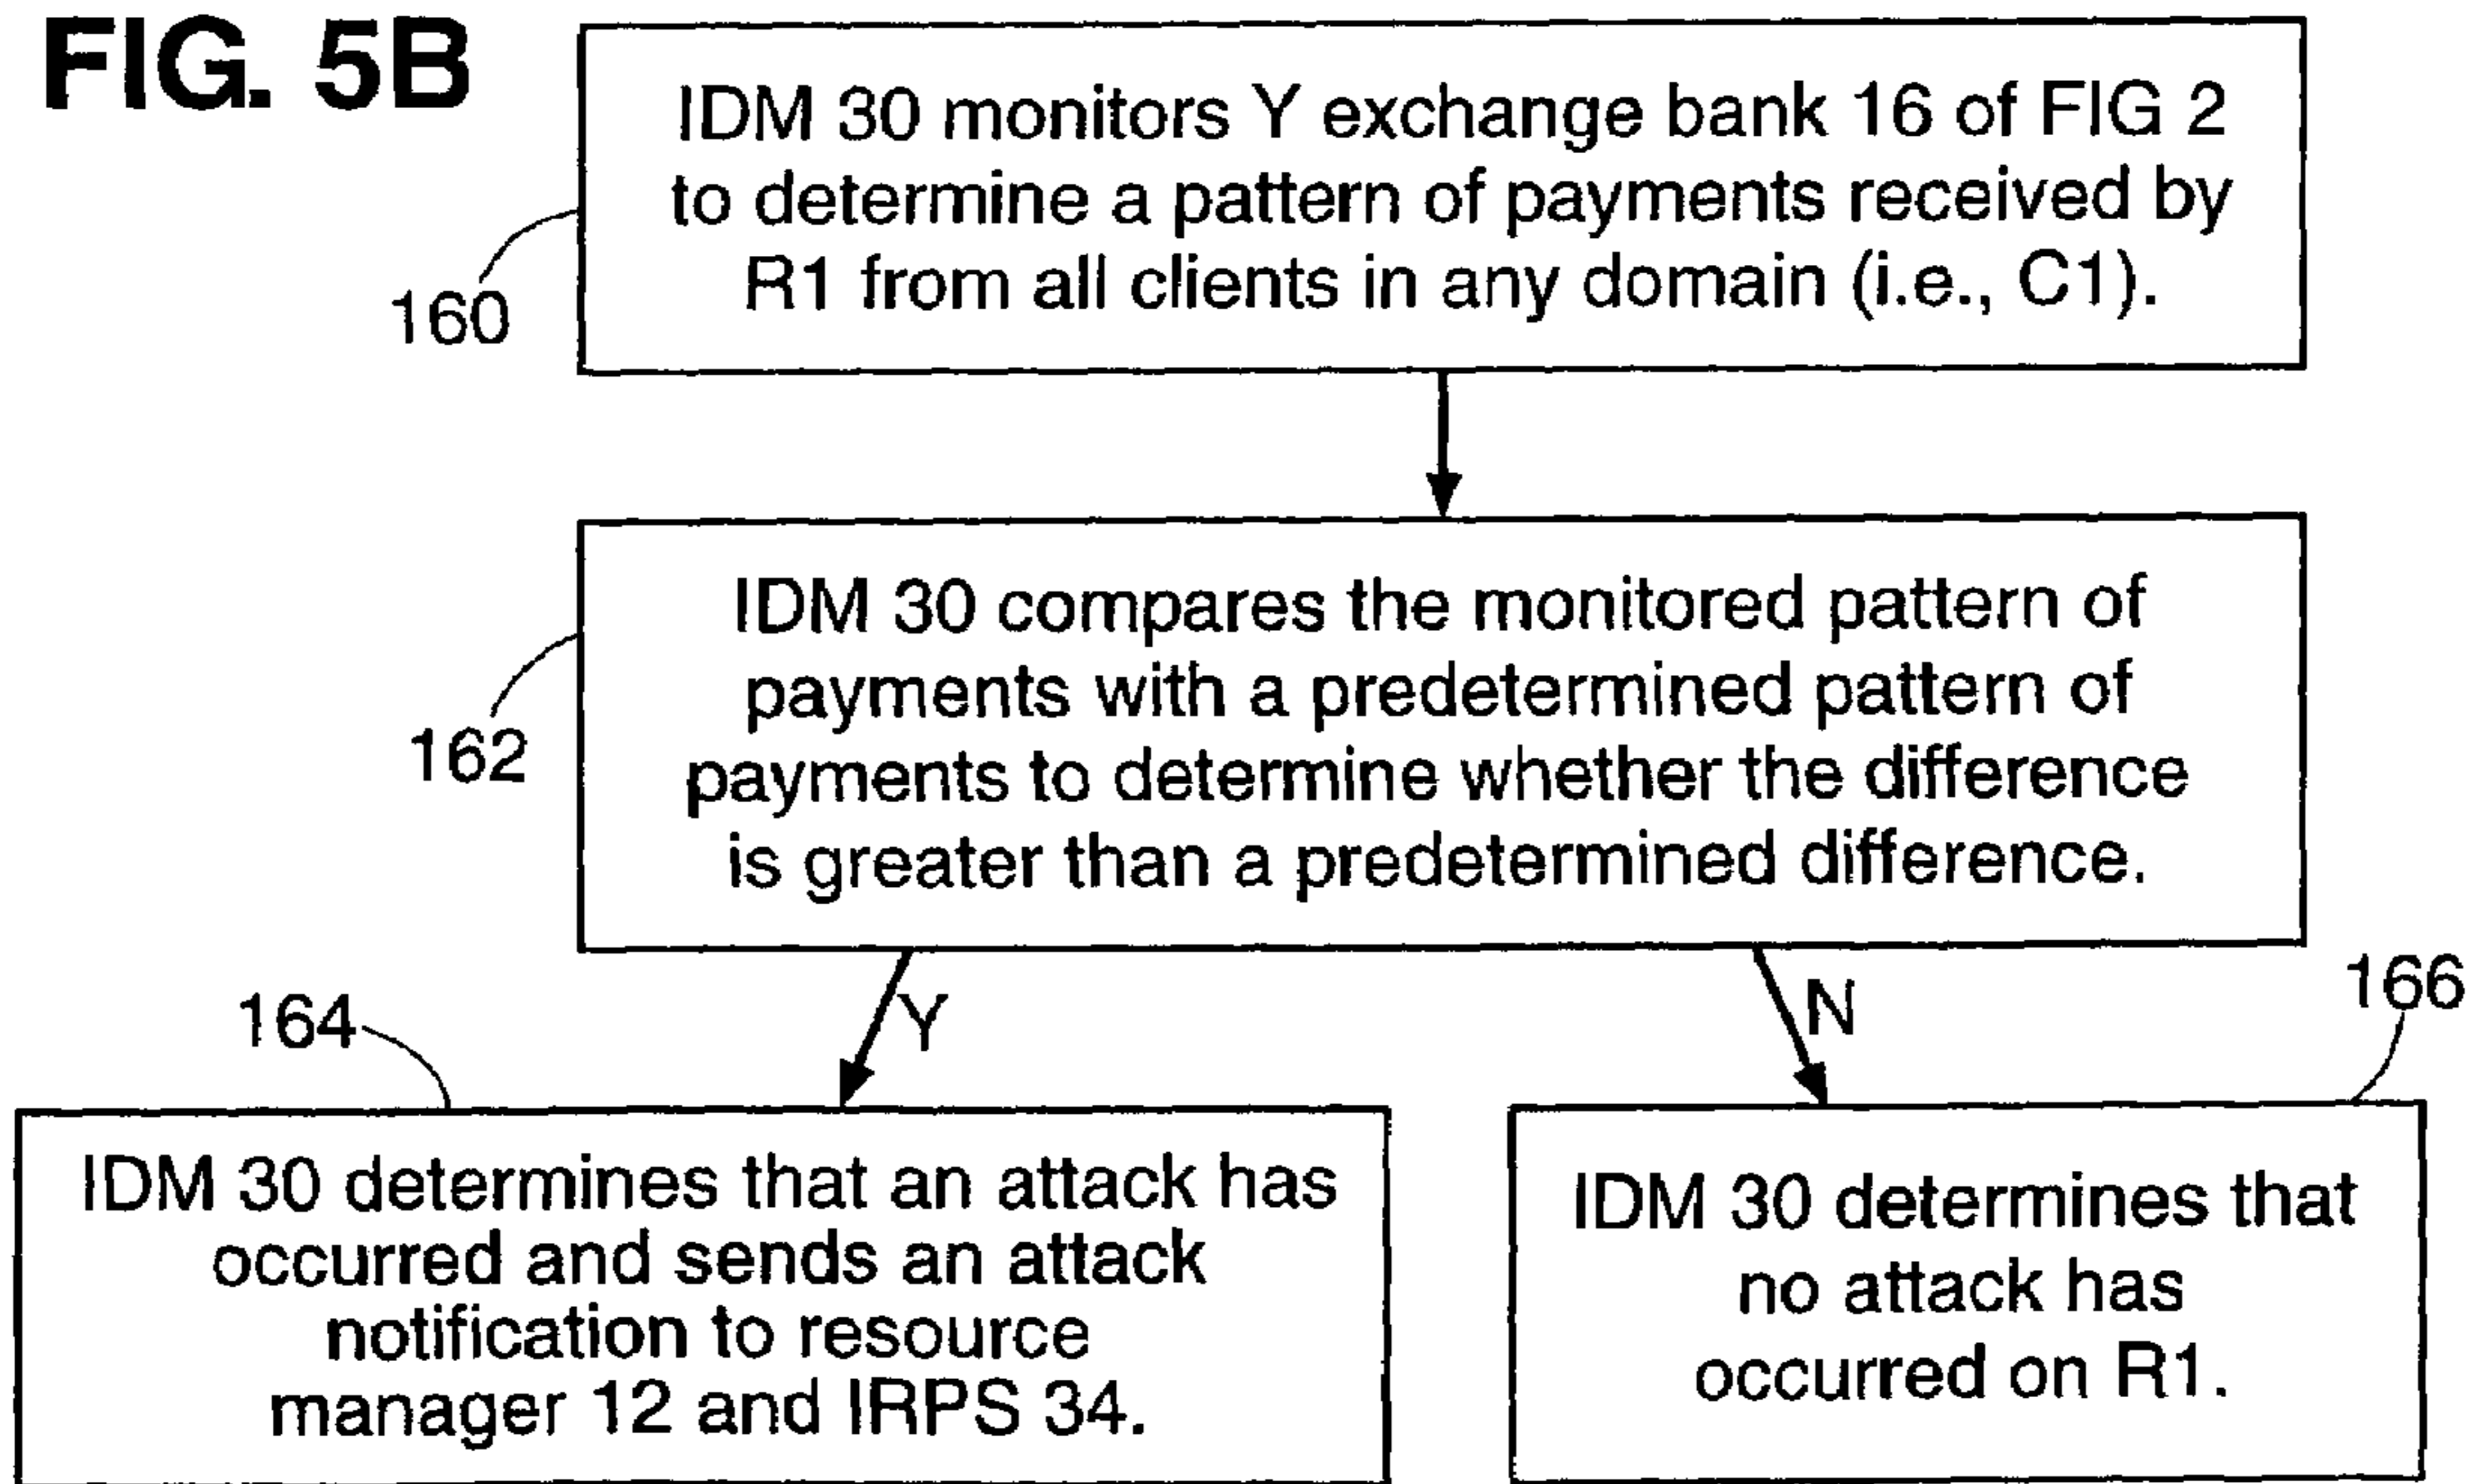 FIG. 5B
IDM 30 monitors Y exchange bank 16 of FIG 2
to determine a pattern of payments received by
R1 from all clients in any domain (i.e., C1).
160
IDM 30 compares the monitored pattern of
payments with a predetermined pattern of
payments to determine whether the difference
is greater than a predetermined difference.
162
Y
N
164
166
IDM 30 determines that an attack has
occurred and sends an attack
notification to resource
manager 12 and IRPS 34.
IDM 30 determines that
no attack has
occurred on R1.